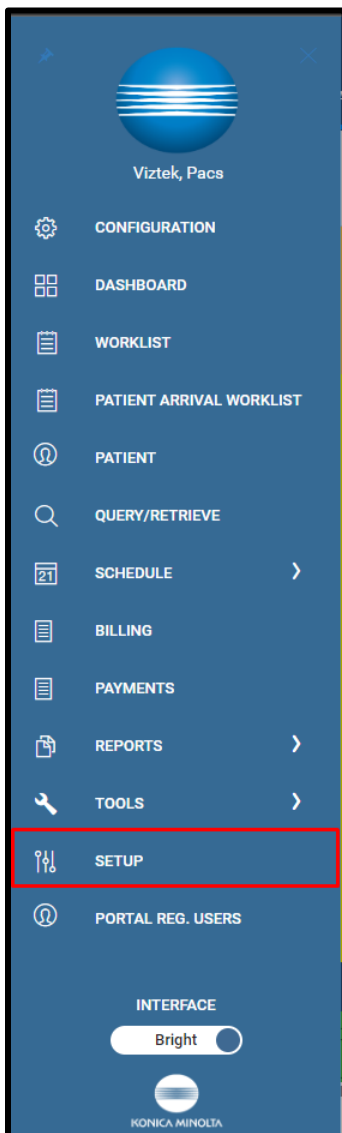 Viztek, Pacs
CONFIGURATION
DASHBOARD
WORKLIST
PATIENT ARRIVAL WORKLIST
PATIENT
QUERY/RETRIEVE
21 SCHEDULE
BILLING
PAYMENTS
REPORTS
TOOLS
SETUP
PORTAL REG. USERS
INTERFACE
Bright
KONICA MINOLTA